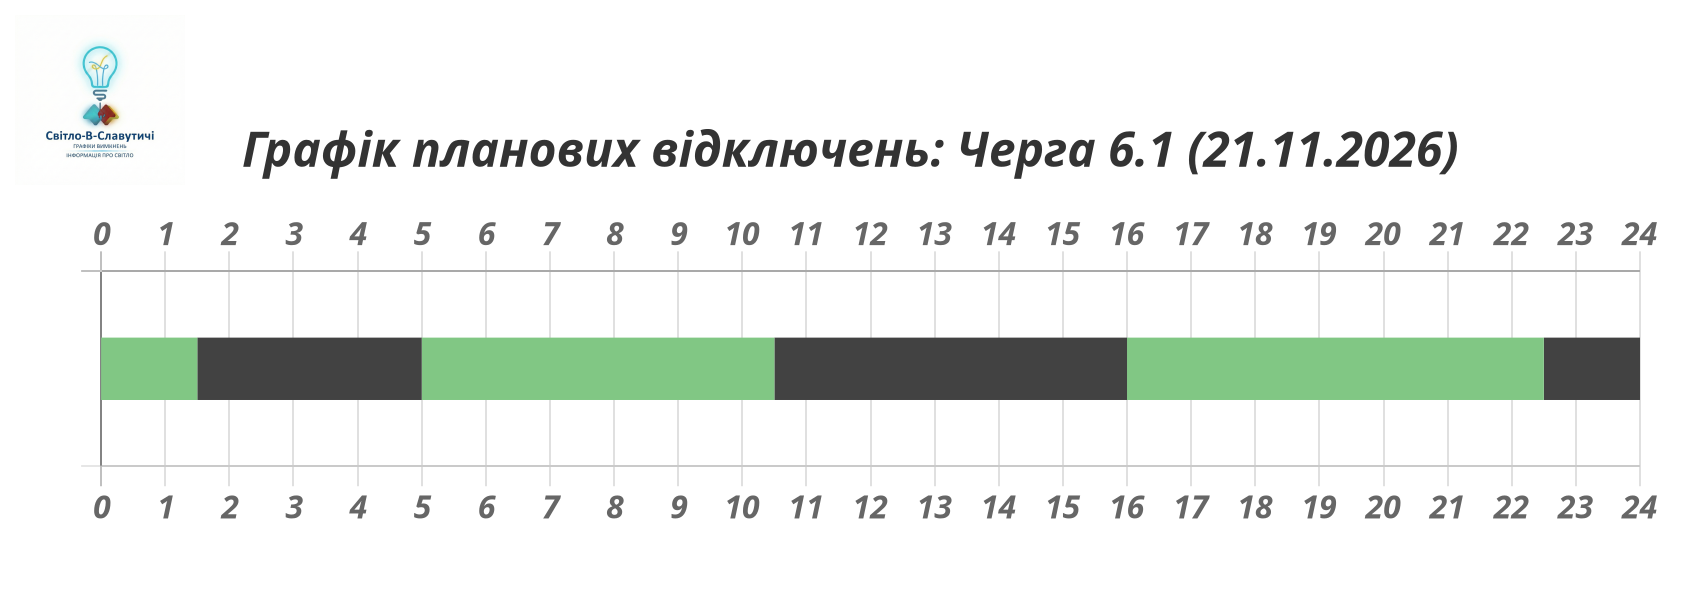 Світло-В-Славутичі
ГРАФІКИ ВИМКНЕНЬ
ІНФОРМАЦІЯ ПРО СВІТЛО
Графік планових відключень: Черга 6.1 (21.11.2026)
0 1 2 3 4 5 6 7 8 9 10 11 12 13 14 15 16 17 18 19 20 21 22 23 24
0 1 2 3 4 5 6 7 8 9 10 11 12 13 14 15 16 17 18 19 20 21 22 23 24